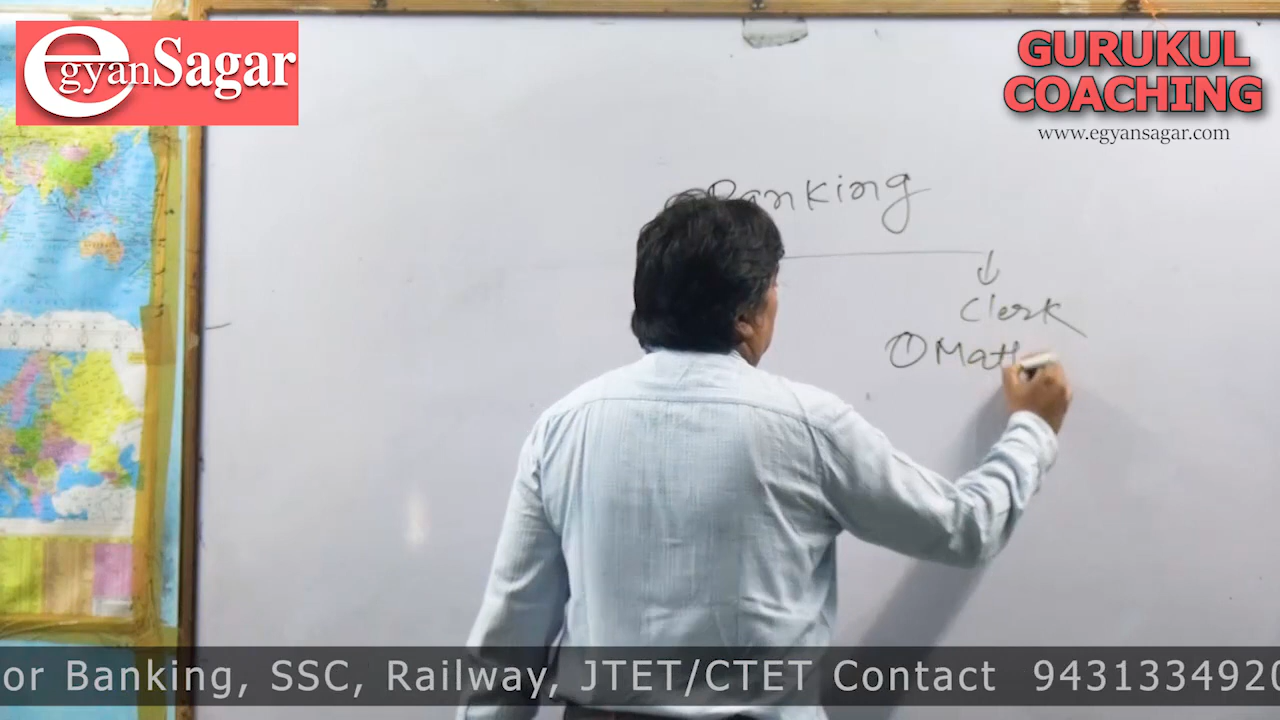 egyanSagar
GURUKUL
COACHING
www.egyansagar.com
Banking
Clerk
① Math
or Banking, SSC, Railway, JTET/CTET Contact 9431334920